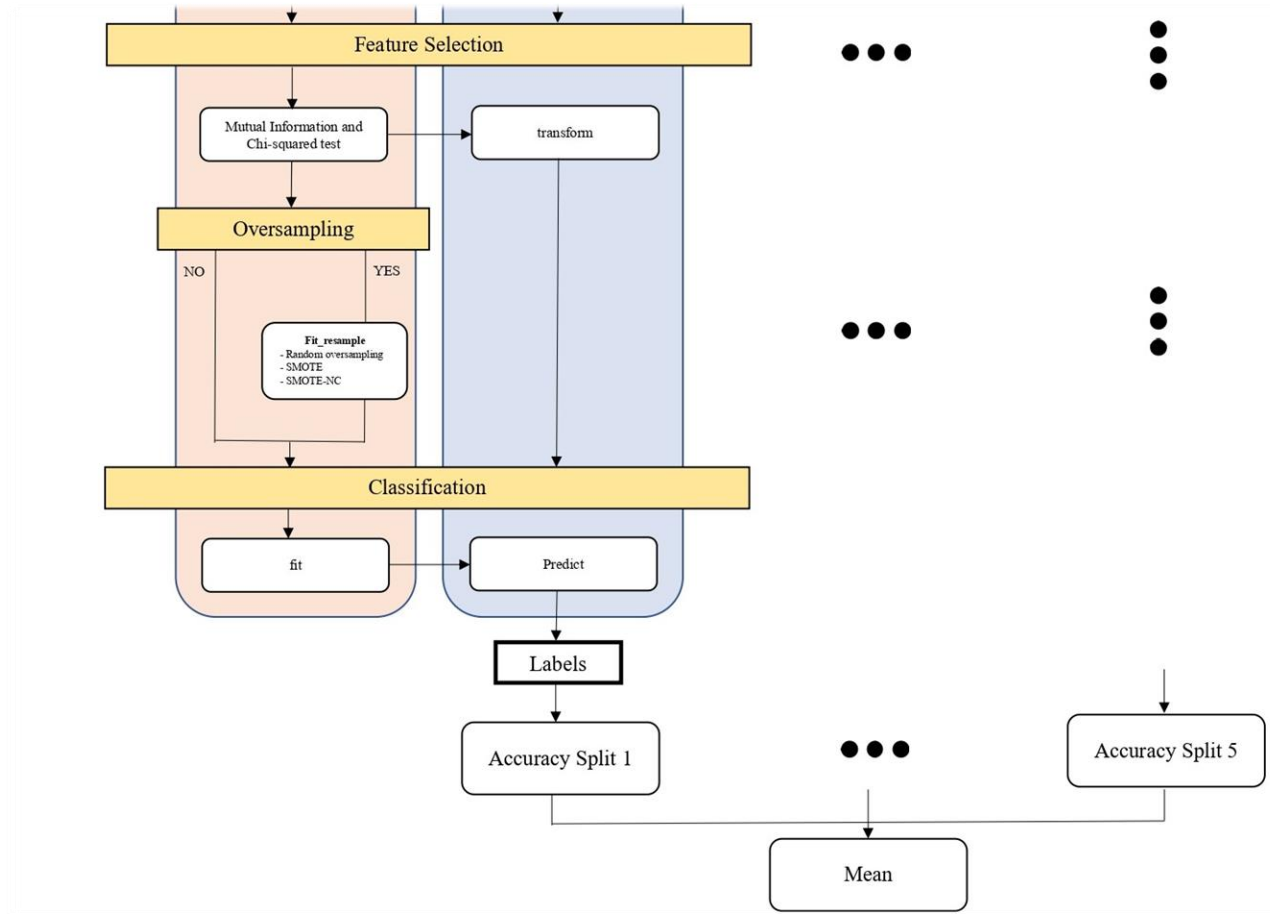 Feature Selection
Mutual Information and
Chi-squared test
transform
Oversampling
NO
YES
Fit_resample
- Random oversampling
- SMOTE
- SMOTE-NC
Classification
fit
Predict
Labels
Accuracy Split 1
Accuracy Split 5
Mean